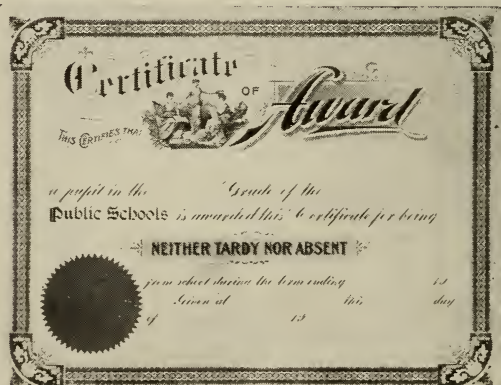 Certificate
OF
Award
THIS CERTIFIES THAT
a pupil in the Grade of the
Public Schools is awarded this Certificate for being
NEITHER TARDY NOR ABSENT
from school during the term ending 19
Given at this day
of 19